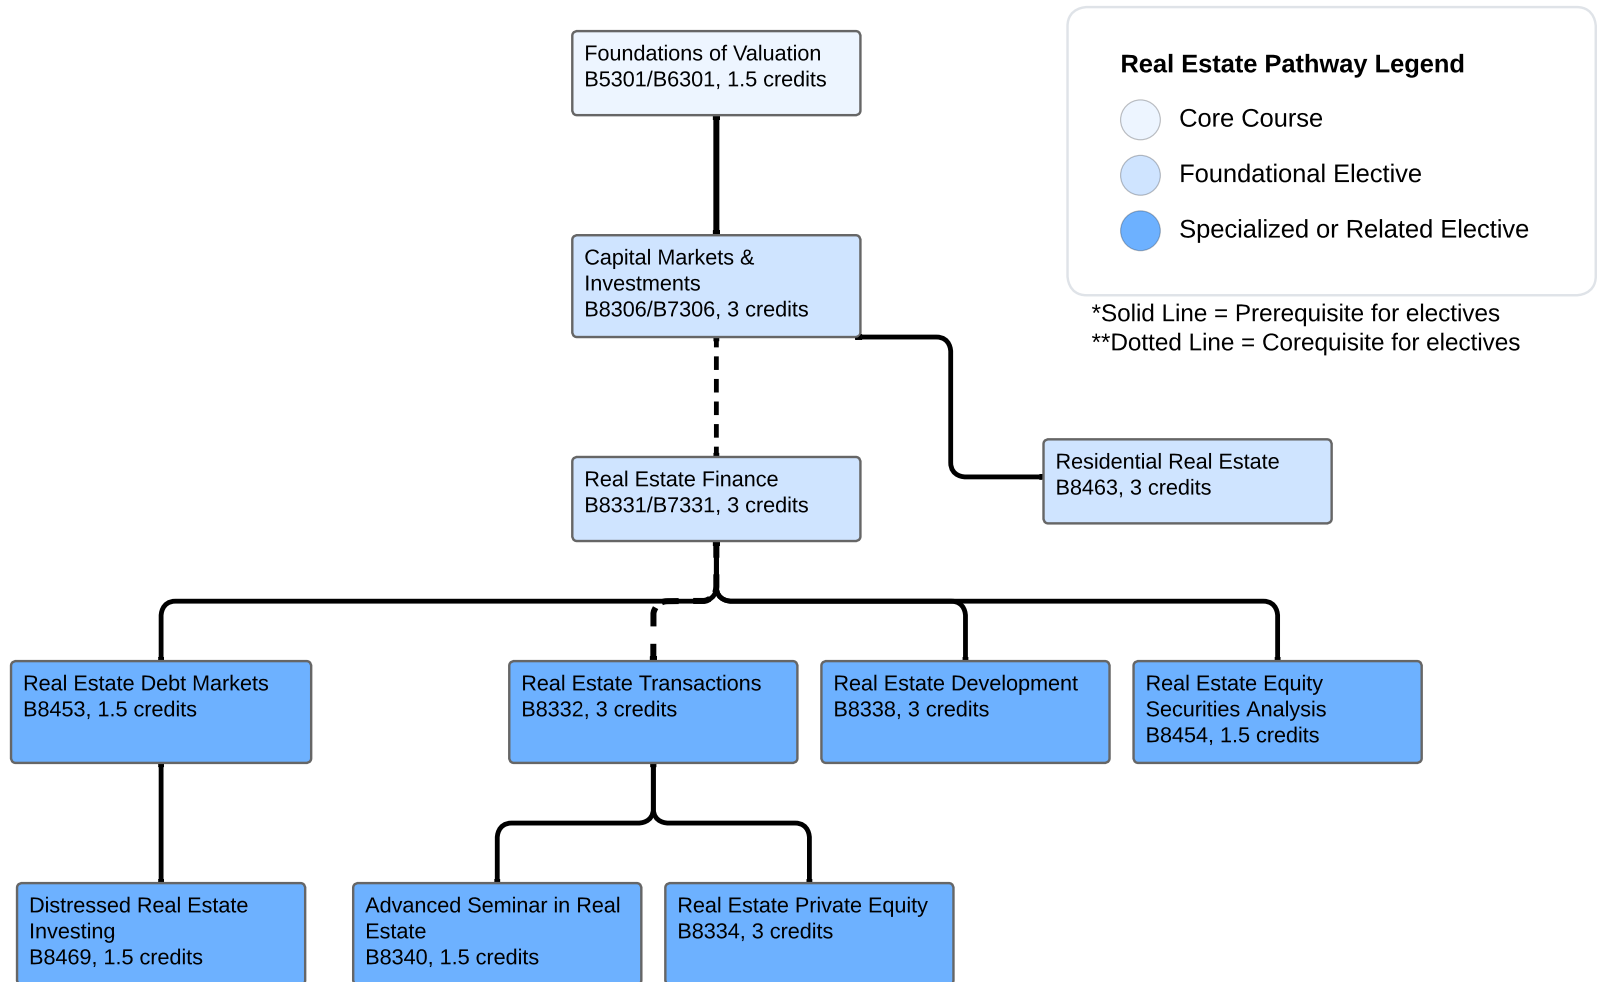 Foundations of Valuation
B5301/B6301, 1.5 credits
Real Estate Pathway Legend
Core Course
Foundational Elective
Specialized or Related Elective
*Solid Line = Prerequisite for electives
**Dotted Line = Corequisite for electives
Capital Markets &
Investments
B8306/B7306, 3 credits
Real Estate Finance
B8331/B7331, 3 credits
Residential Real Estate
B8463, 3 credits
Real Estate Debt Markets
B8453, 1.5 credits
Real Estate Transactions
B8332, 3 credits
Real Estate Development
B8338, 3 credits
Real Estate Equity
Securities Analysis
B8454, 1.5 credits
Distressed Real Estate
Investing
B8469, 1.5 credits
Advanced Seminar in Real
Estate
B8340, 1.5 credits
Real Estate Private Equity
B8334, 3 credits